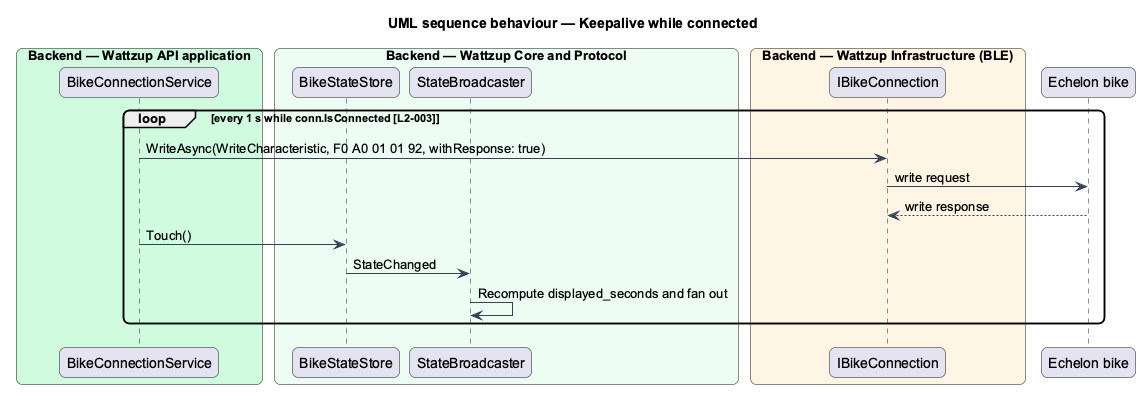 UML sequence behaviour — Keepalive while connected
Backend — Wattzup API application
Backend — Wattzup Core and Protocol
Backend — Wattzup Infrastructure (BLE)
BikeConnectionService
BikeStateStore
StateBroadcaster
IBikeConnection
Echelon bike
loop
[every 1 s while conn.IsConnected [L2-003]]
WriteAsync(WriteCharacteristic, F0 A0 01 01 92, withResponse: true)
write request
write response
Touch()
StateChanged
Recompute displayed_seconds and fan out
BikeConnectionService
BikeStateStore
StateBroadcaster
IBikeConnection
Echelon bike